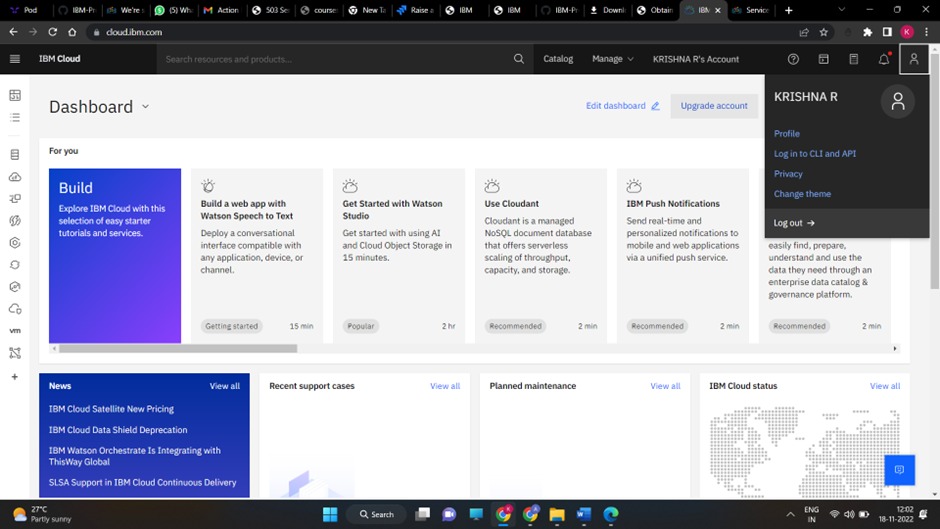 Pod
IBM-Pr
We're s
(5) Wha
Action
503 Se
course
New Ta
Raise a
IBM
IBM
IBM-Pr
Downl
Obtain
IBM
Service
cloud.ibm.com
K
IBM Cloud
Search resources and products...
Catalog
Manage
KRISHNA R's Account
Dashboard
Edit dashboard
Upgrade account
KRISHNA R
Profile
Log in to CLI and API
Privacy
Change theme
Log out
For you
Build
Explore IBM Cloud with this
selection of easy starter
tutorials and services.
Build a web app with
Watson Speech to Text
Deploy a conversational
interface compatible with
any application, device, or
channel.
Getting started
15 min
Get Started with Watson
Studio
Get started with using AI
and Cloud Object Storage in
15 minutes.
Popular
2 hr
Use Cloudant
Cloudant is a managed
NoSQL document database
that offers serverless
scaling of throughput,
capacity, and storage.
Recommended
2 min
IBM Push Notifications
Send real-time and
personalized notifications to
mobile and web applications
via a unified push service.
Recommended
2 min
easily find, prepare,
understand and use the
data they need through an
enterprise data catalog &
governance platform.
Recommended
2 min
vm
News
View all
IBM Cloud Satellite New Pricing
IBM Cloud Data Shield Deprecation
IBM Watson Orchestrate Is Integrating with
ThisWay Global
SLSA Support in IBM Cloud Continuous Delivery
Recent support cases
View all
Planned maintenance
View all
IBM Cloud status
View all
27°C
Partly sunny
Search
ENG
IN
12:02
18-11-2022